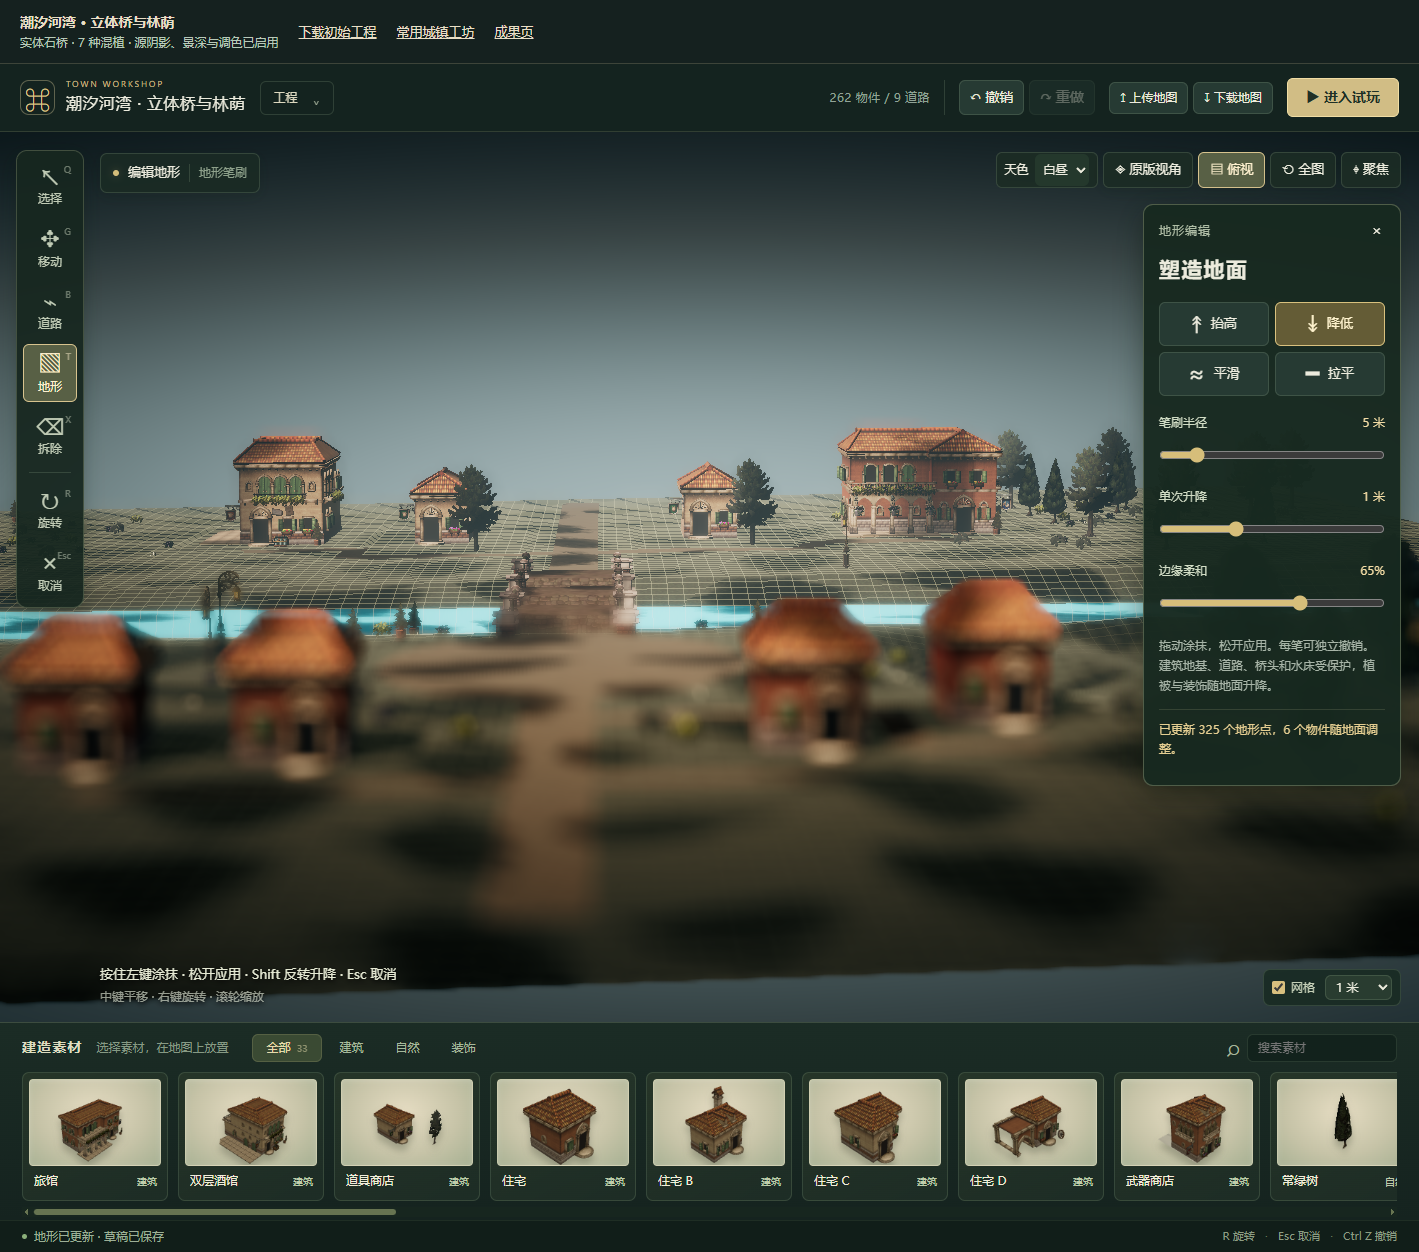 潮汐河湾 • 立体桥与林荫
实体石桥 · 7 种混植 · 源阴影、景深与调色已启用
下载初始工程
常用城镇工坊
成果页
TOWN WORKSHOP
潮汐河湾 · 立体桥与林荫
工程
262 物件 / 9 道路
撤销
重做
上传地图
下载地图
进入试玩
选择 Q
移动 G
道路 B
地形 T
拆除 X
旋转 R
取消 Esc
编辑地形
地形笔刷
天色 白昼
原版视角
俯视
全图
聚焦
地形编辑
×
塑造地面
抬高
降低
平滑
拉平
笔刷半径 5 米
单次升降 1 米
边缘柔和 65%
拖动涂抹，松开应用。每笔可独立撤销。
建筑地基、道路、桥头和水床受保护，植
被与装饰随地面升降。
已更新 325 个地形点，6 个物件随地面调
整。
按住左键涂抹 · 松开应用 · Shift 反转升降 · Esc 取消
中键平移 · 右键旋转 · 滚轮缩放
网格 1 米
建造素材
选择素材，在地图上放置
全部 33
建筑
自然
装饰
搜索素材
旅馆 建筑
双层酒馆 建筑
道具商店 建筑
住宅 建筑
住宅 B 建筑
住宅 C 建筑
住宅 D 建筑
武器商店 建筑
常绿树
地形已更新 · 草稿已保存
R 旋转 · Esc 取消 · Ctrl Z 撤销